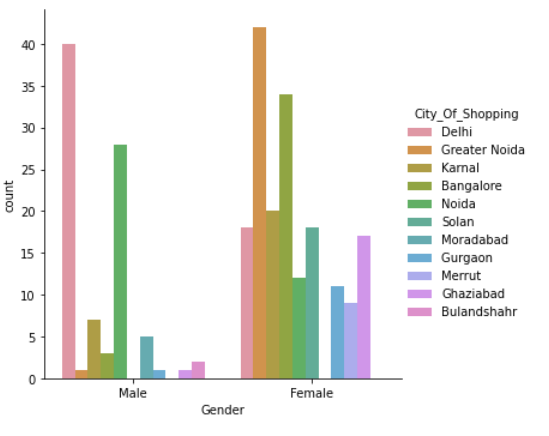 40
35
30
25
20
15
10
5
0
count
Male
Female
Gender
City_Of_Shopping
Delhi
Greater Noida
Karnal
Bangalore
Noida
Solan
Moradabad
Gurgaon
Merrut
Ghaziabad
Bulandshahr